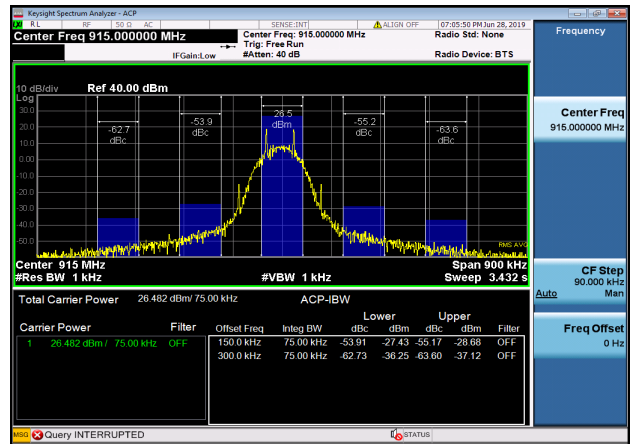 Keysight Spectrum Analyzer - ACP
LXI RL RF 50 Ω AC SENSE:INT ALIGN OFF 07:05:50 PM Jun 28, 2019
Center Freq 915.000000 MHz Center Freq: 915.000000 MHz Radio Std: None Frequency
Trig: Free Run
IFGain:Low #Atten: 40 dB Radio Device: BTS
10 dB/div Ref 40.00 dBm
Log
30.0
20.0
10.0
0.00
-10.0
-20.0
-30.0
-40.0
-50.0
-62.7 dBc
-53.9 dBc
26.5 dBm
-55.2 dBc
-63.6 dBc
RMS AVG
Center Freq
915.000000 MHz
Center 915 MHz Span 900 kHz
#Res BW 1 kHz #VBW 1 kHz Sweep 3.432 s
CF Step
90.000 kHz
Auto Man
Total Carrier Power 26.482 dBm/ 75.00 kHz ACP-IBW
Lower Upper
Carrier Power Filter Offset Freq Integ BW dBc dBm dBc dBm Filter
1 26.482 dBm / 75.00 kHz OFF 150.0 kHz 75.00 kHz -53.91 -27.43 -55.17 -28.68 OFF
300.0 kHz 75.00 kHz -62.73 -36.25 -63.60 -37.12 OFF
Freq Offset
0 Hz
MSG Query INTERRUPTED STATUS